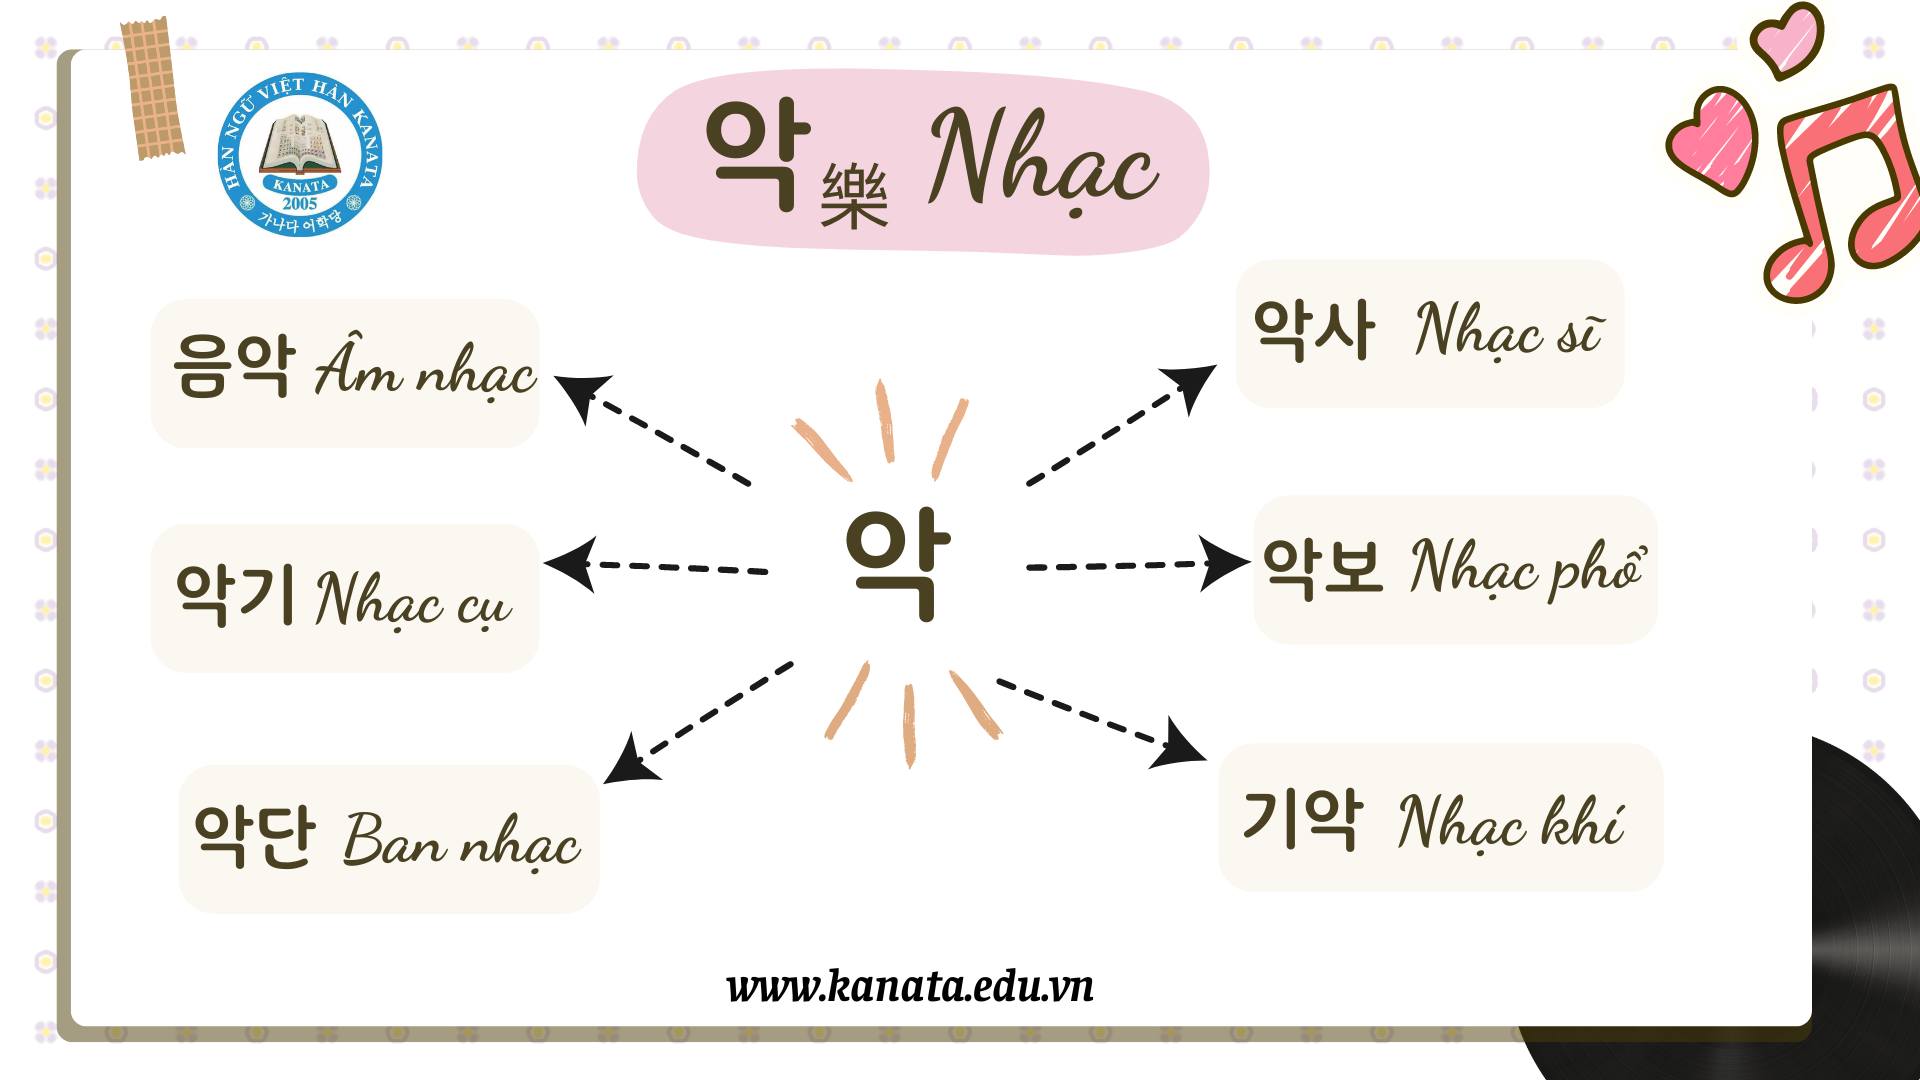 HÀN NGỮ VIỆT HÀN KANATA
KANATA
2005
가나다 어학당
악 樂 Nhạc
음악 Âm nhạc
악기 Nhạc cụ
악단 Ban nhạc
악
악사 Nhạc sĩ
악보 Nhạc phổ
기악 Nhạc khí
www.kanata.edu.vn